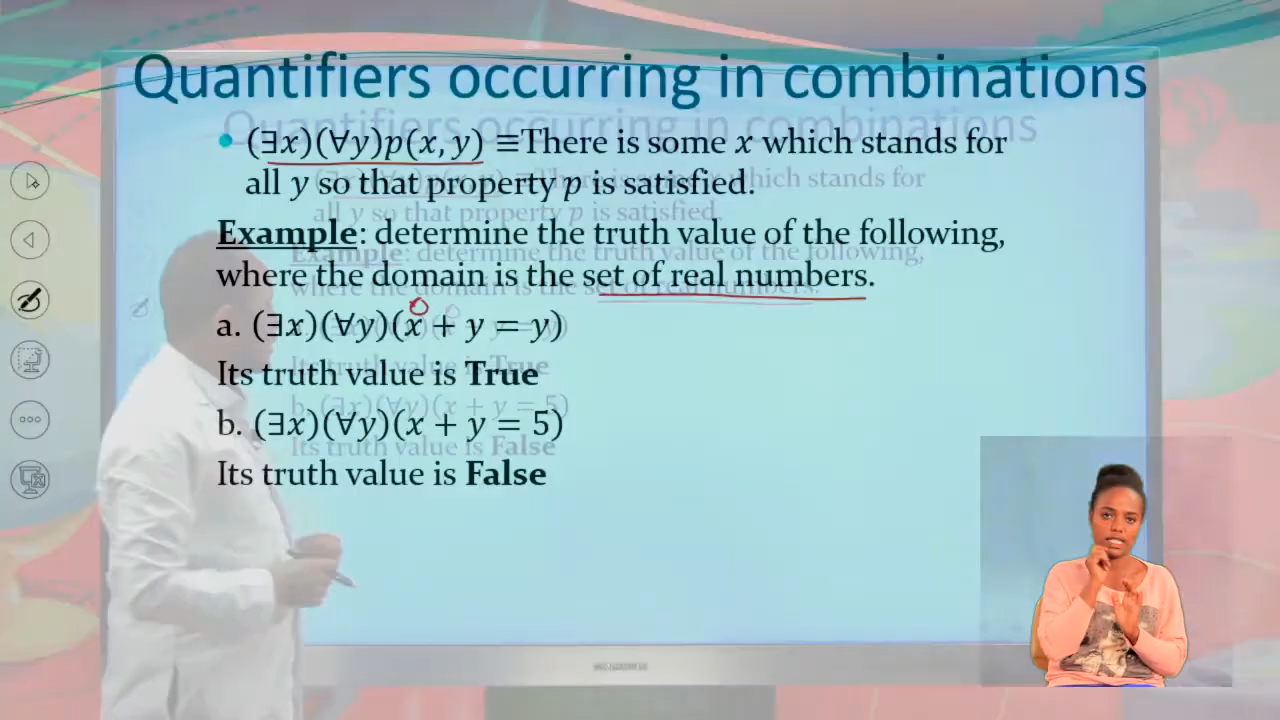 Quantifiers occurring in combinations
• (∃x)(∀y)p(x, y) ≡There is some x which stands for
all y so that property p is satisfied.
Example: determine the truth value of the following,
where the domain is the set of real numbers.
0
a. (∃x)(∀y)(x + y = y)
Its truth value is True
b. (∃x)(∀y)(x + y = 5)
Its truth value is False